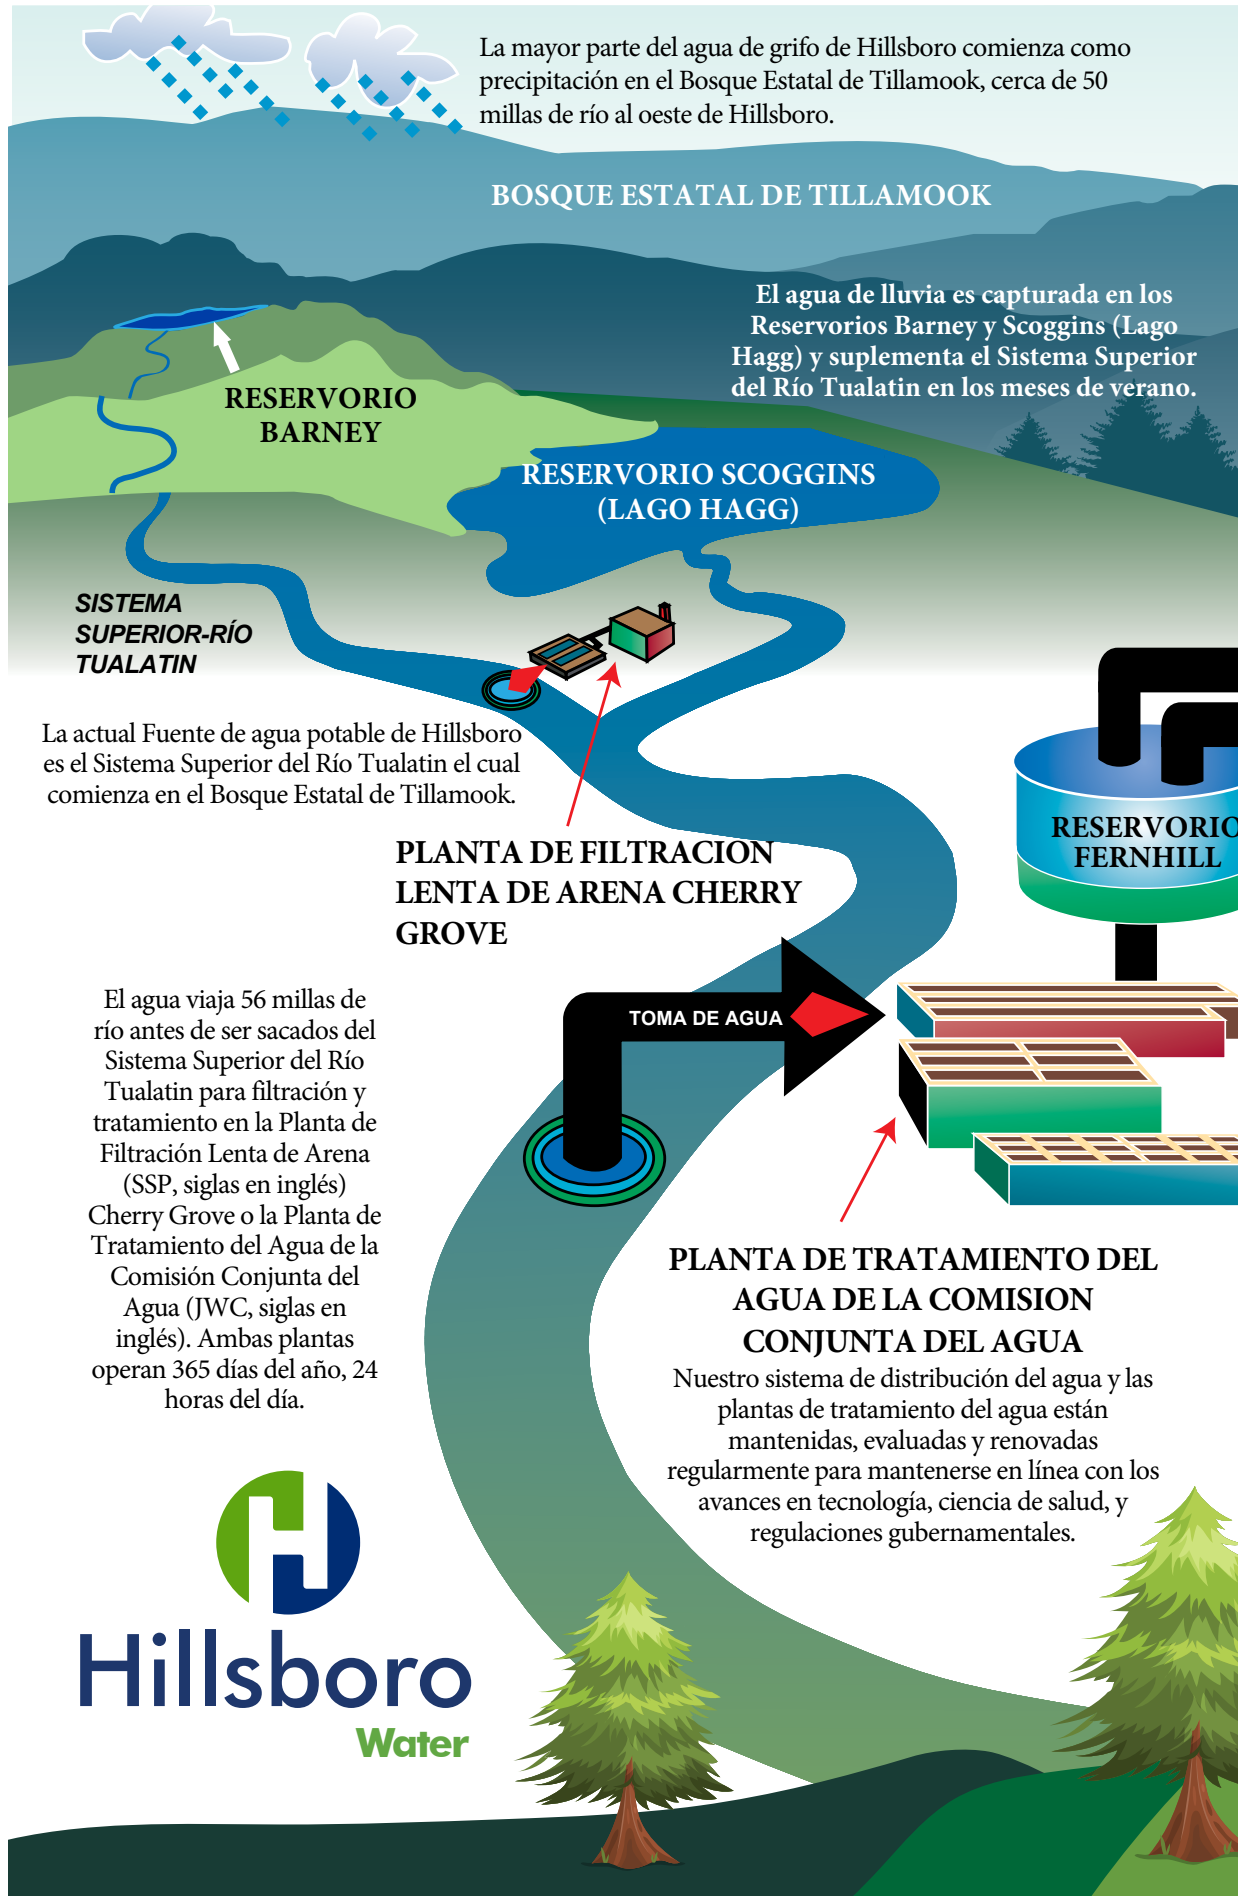 La mayor parte del agua de grifo de Hillsboro comienza como
precipitación en el Bosque Estatal de Tillamook, cerca de 50
millas de río al oeste de Hillsboro.
BOSQUE ESTATAL DE TILLAMOOK
El agua de lluvia es capturada en los
Reservorios Barney y Scoggins (Lago
Hagg) y suplementa el Sistema Superior
del Río Tualatin en los meses de verano.
RESERVORIO
BARNEY
RESERVORIO SCOGGINS
(LAGO HAGG)
SISTEMA
SUPERIOR-RÍO
TUALATIN
La actual Fuente de agua potable de Hillsboro
es el Sistema Superior del Río Tualatin el cual
comienza en el Bosque Estatal de Tillamook.
RESERVORIO
FERNHILL
PLANTA DE FILTRACION
LENTA DE ARENA CHERRY
GROVE
El agua viaja 56 millas de
río antes de ser sacados del
Sistema Superior del Río
Tualatin para filtración y
tratamiento en la Planta de
Filtración Lenta de Arena
(SSP, siglas en inglés)
Cherry Grove o la Planta de
Tratamiento del Agua de la
Comisión Conjunta del
Agua (JWC, siglas en
inglés). Ambas plantas
operan 365 días del año, 24
horas del día.
TOMA DE AGUA
PLANTA DE TRATAMIENTO DEL
AGUA DE LA COMISION
CONJUNTA DEL AGUA
Nuestro sistema de distribución del agua y las
plantas de tratamiento del agua están
mantenidas, evaluadas y renovadas
regularmente para mantenerse en línea con los
avances en tecnología, ciencia de salud, y
regulaciones gubernamentales.
Hillsboro
Water